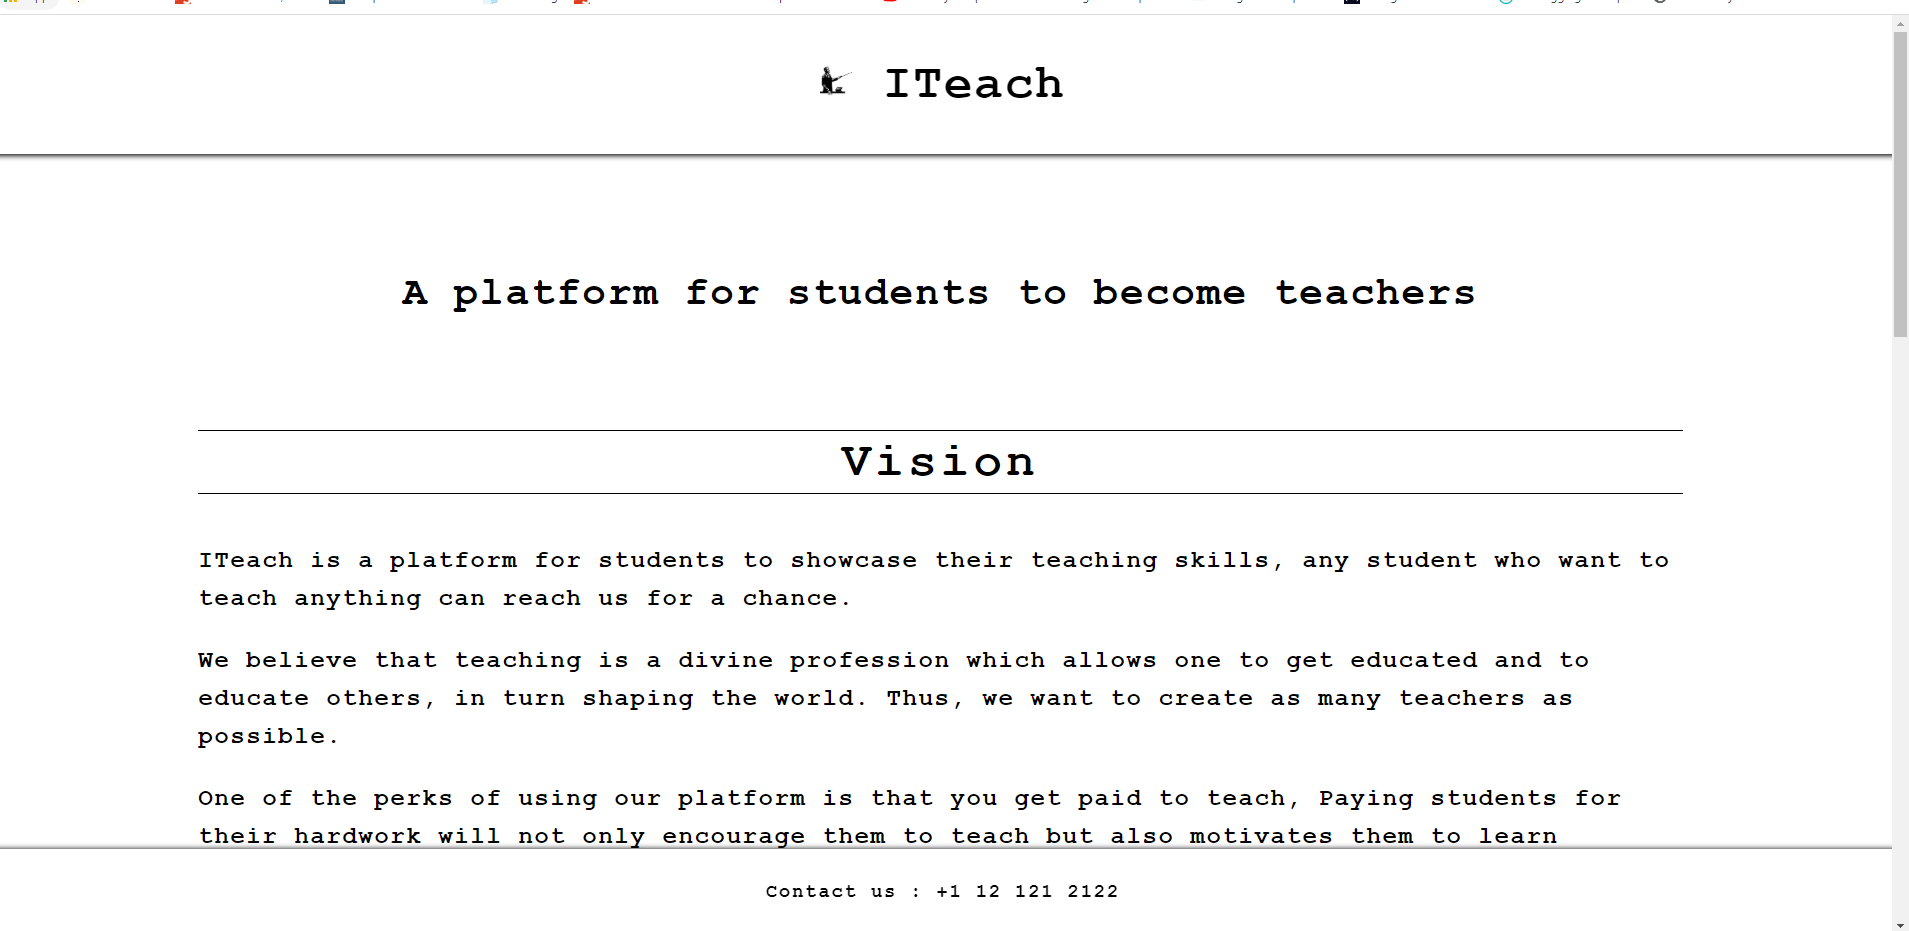 ITeach
A platform for students to become teachers
Vision
ITeach is a platform for students to showcase their teaching skills, any student who want to
teach anything can reach us for a chance.
We believe that teaching is a divine profession which allows one to get educated and to
educate others, in turn shaping the world. Thus, we want to create as many teachers as
possible.
One of the perks of using our platform is that you get paid to teach, Paying students for
their hardwork will not only encourage them to teach but also motivates them to learn
Contact us : +1 12 121 2122